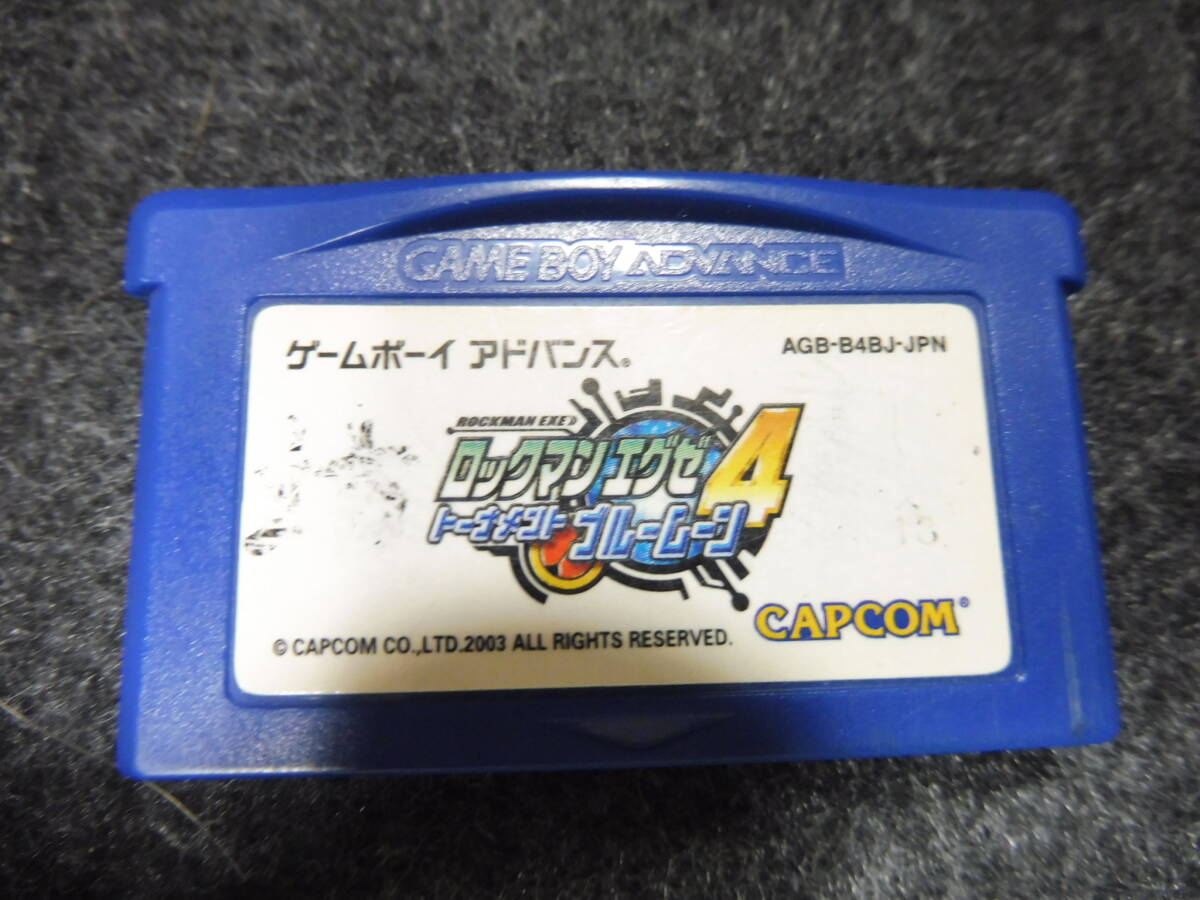 GAME BOY ADVANCE
ゲームボーイ アドバンス®
AGB-B4BJ-JPN
ROCKMAN EXE
ロックマンエグゼ4
トーナメント ブルームーン
CAPCOM®
© CAPCOM CO.,LTD.2003 ALL RIGHTS RESERVED.